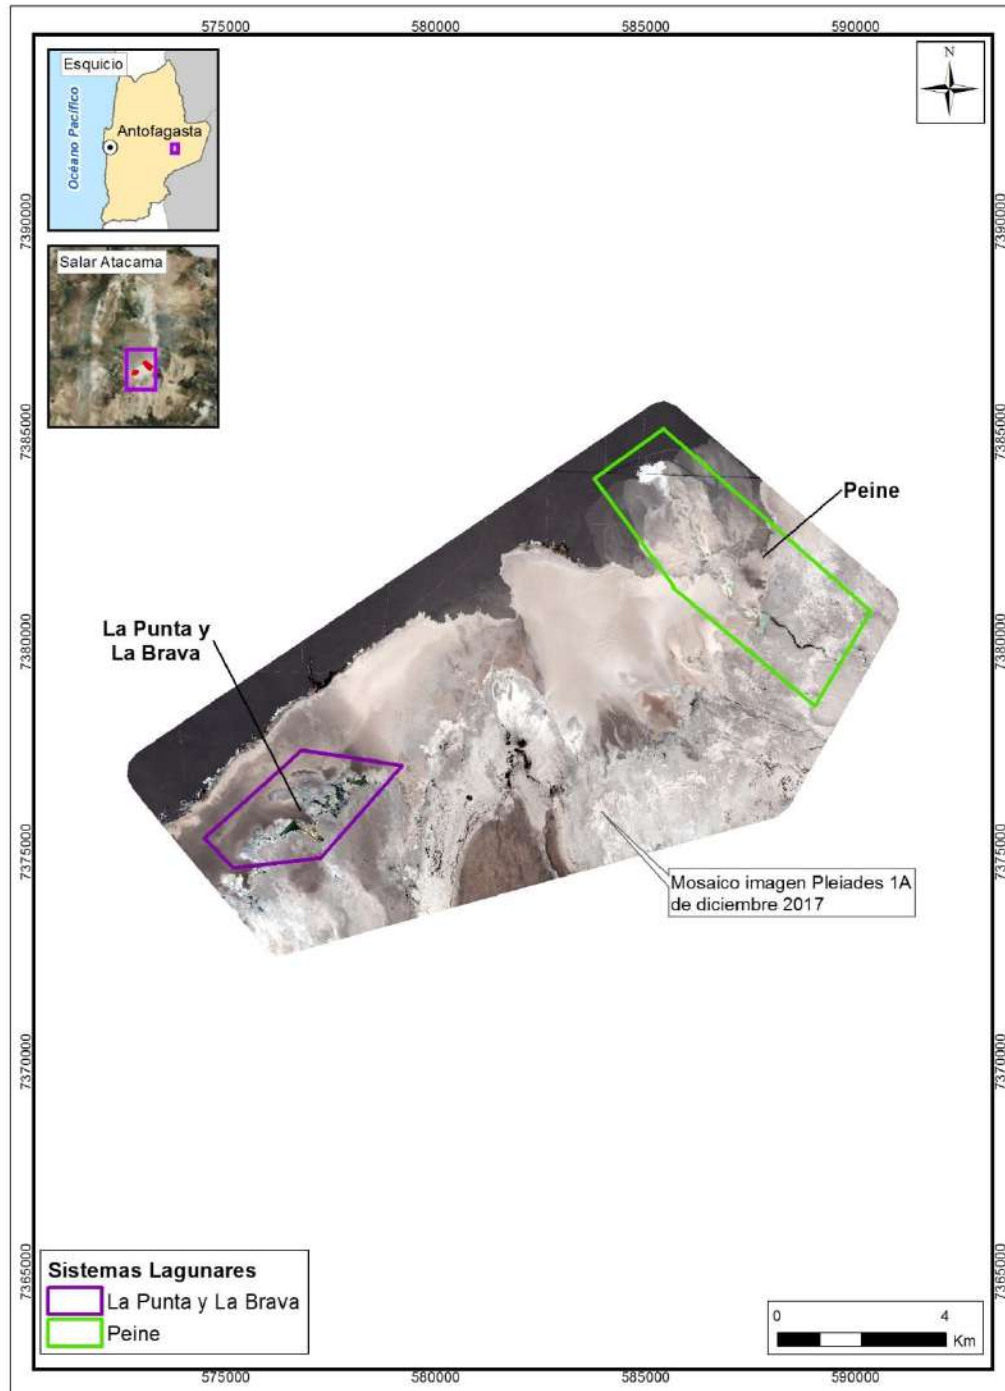 575000 580000 585000 590000
Esquicio
N
Océano Pacífico
Antofagasta
7390000
7390000
Salar Atacama
7385000
7385000
Peine
La Punta y
La Brava
7380000
7380000
7375000
7375000
Mosaico imagen Pleiades 1A
de diciembre 2017
7370000
7370000
7365000
7365000
Sistemas Lagunares
La Punta y La Brava
Peine
0 4
Km
575000 580000 585000 590000